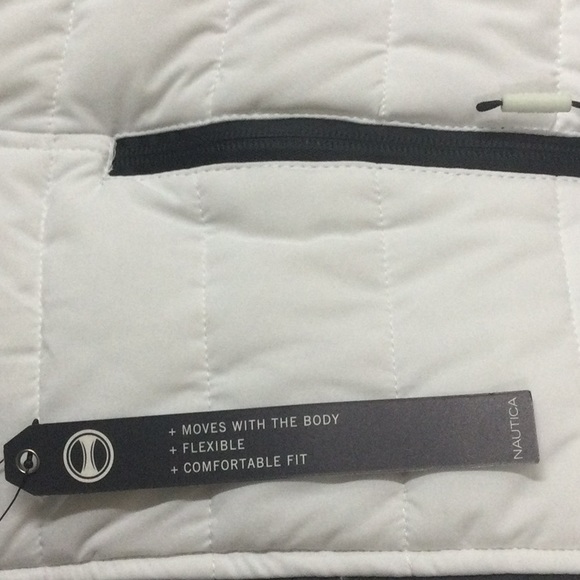 + MOVES WITH THE BODY
+ FLEXIBLE
+ COMFORTABLE FIT
NAUTICA